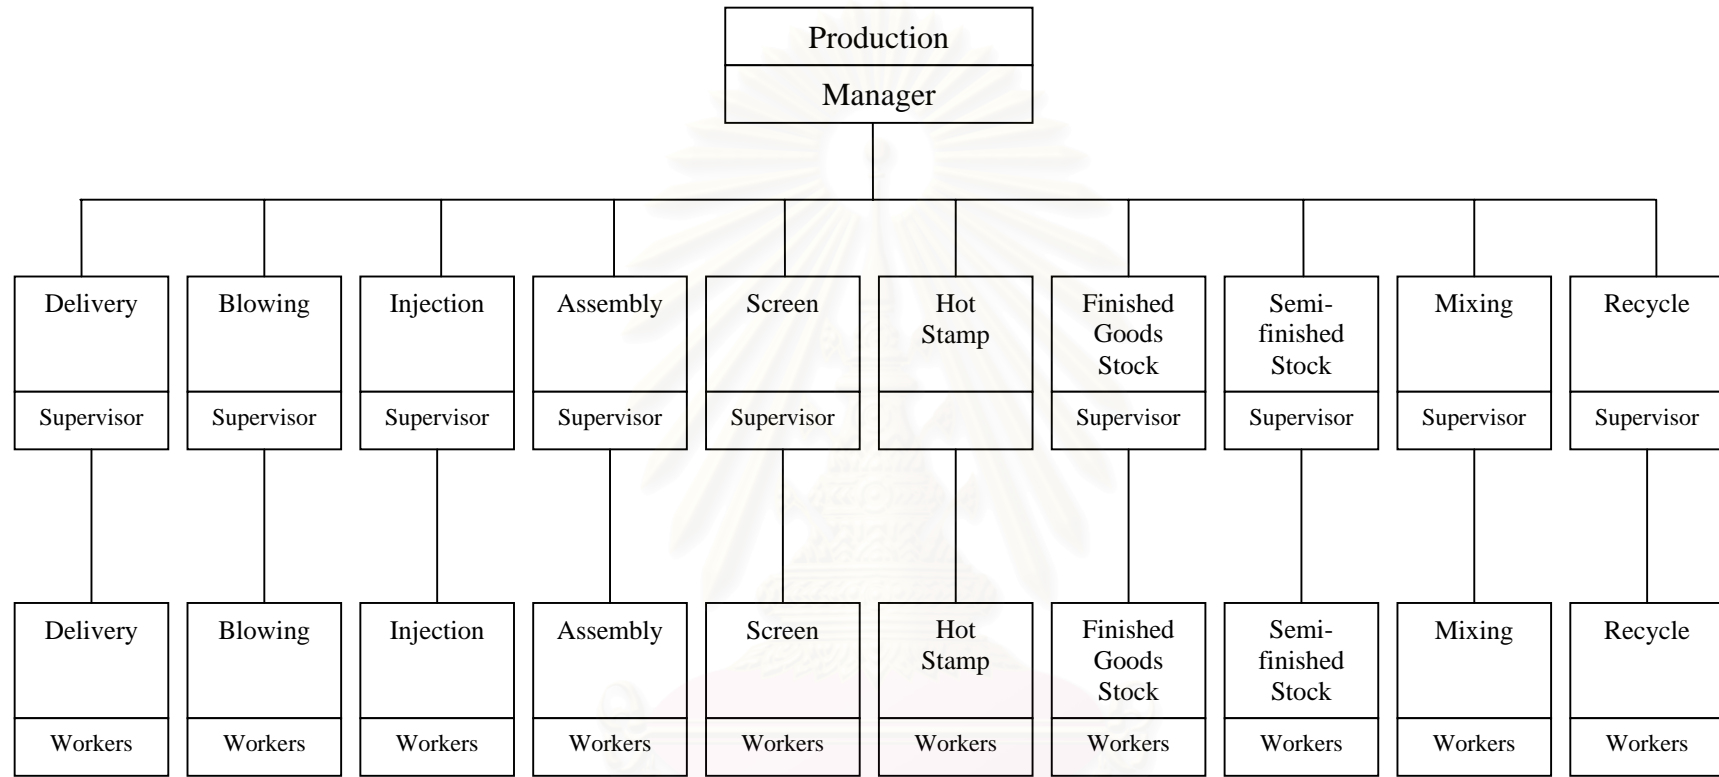 Production
Manager
Delivery
Blowing
Injection
Assembly
Screen
Hot
Stamp
Finished
Goods
Stock
Semi-
finished
Stock
Mixing
Recycle
Supervisor
Supervisor
Supervisor
Supervisor
Supervisor
Supervisor
Supervisor
Supervisor
Supervisor
Delivery
Blowing
Injection
Assembly
Screen
Hot
Stamp
Finished
Goods
Stock
Semi-
finished
Stock
Mixing
Recycle
Workers
Workers
Workers
Workers
Workers
Workers
Workers
Workers
Workers
Workers